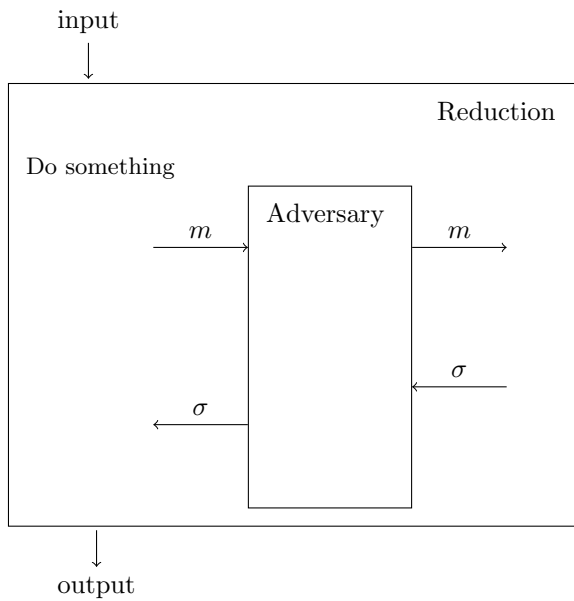 input
Reduction
Do something
Adversary
m
m
σ
σ
output